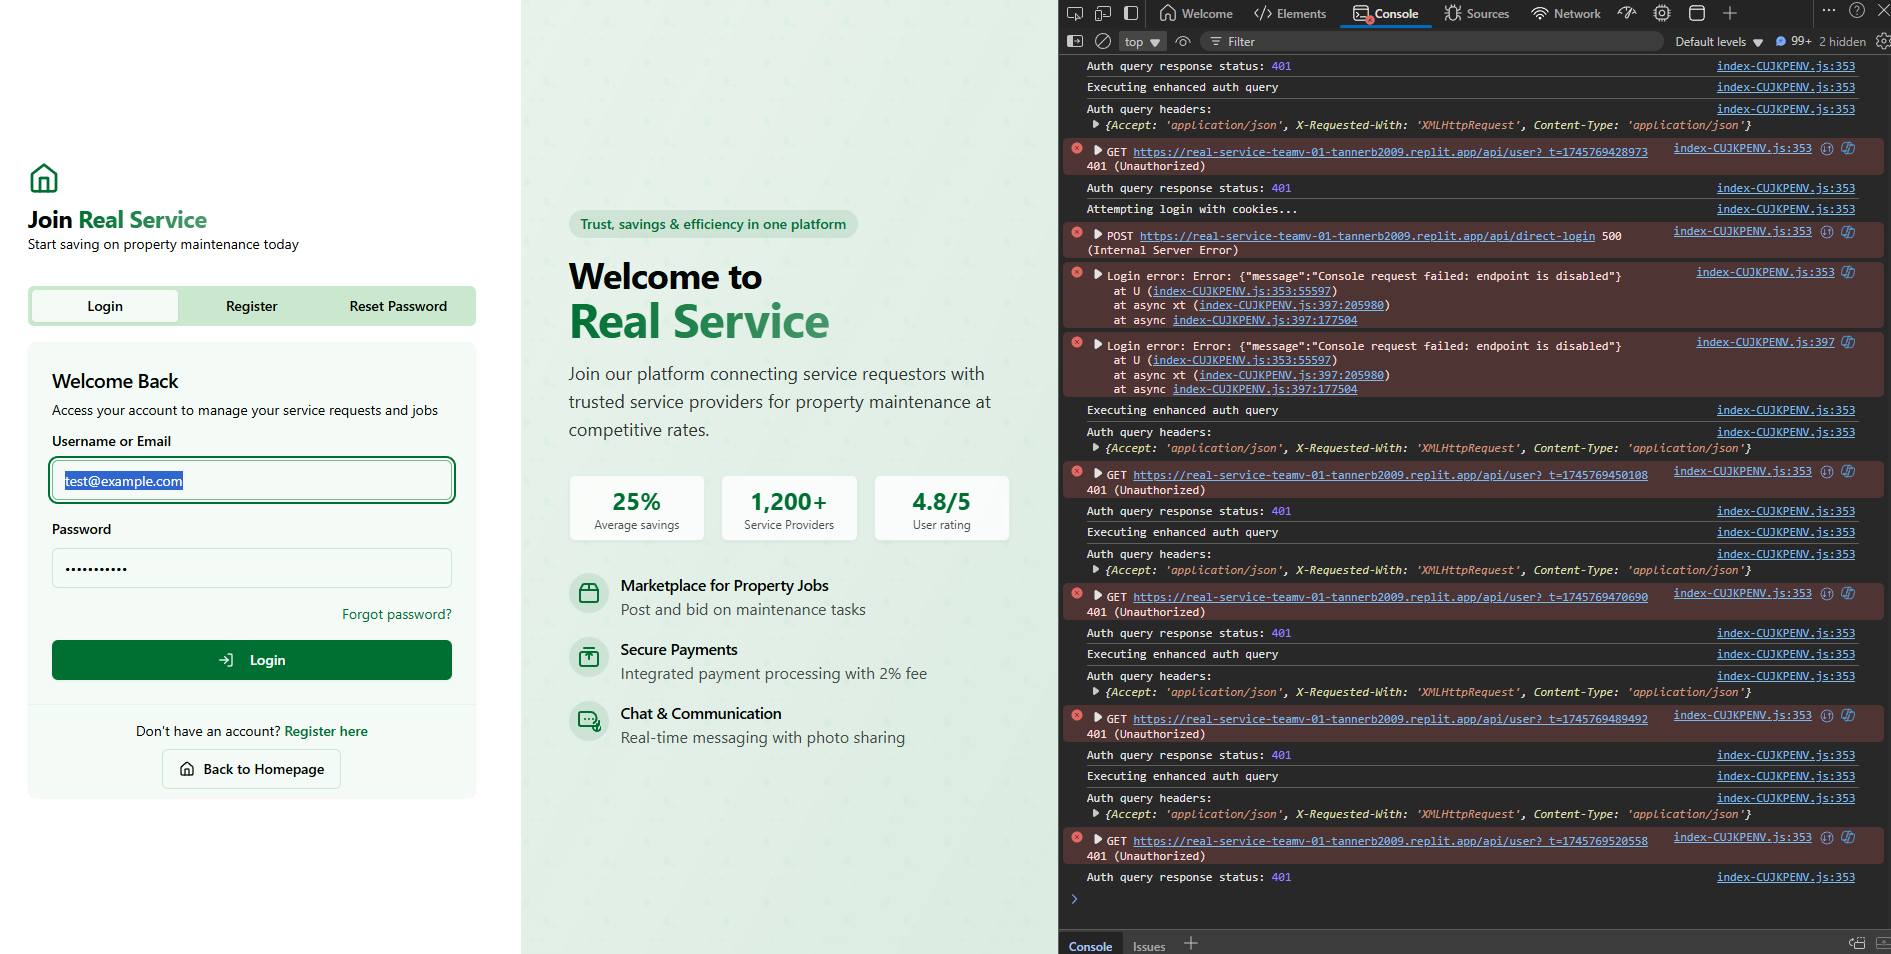 Join Real Service
Start saving on property maintenance today
Login
Register
Reset Password
Welcome Back
Access your account to manage your service requests and jobs
Username or Email
test@example.com
Password
•••••••••••
Forgot password?
Login
Don't have an account? Register here
Back to Homepage
Trust, savings & efficiency in one platform
Welcome to
Real Service
Join our platform connecting service requestors with
trusted service providers for property maintenance at
competitive rates.
25%
Average savings
1,200+
Service Providers
4.8/5
User rating
Marketplace for Property Jobs
Post and bid on maintenance tasks
Secure Payments
Integrated payment processing with 2% fee
Chat & Communication
Real-time messaging with photo sharing
Welcome
Elements
Console
Sources
Network
top
Filter
Default levels
99+
2 hidden
Auth query response status: 401 index-CUJKPENV.js:353
Executing enhanced auth query index-CUJKPENV.js:353
Auth query headers: index-CUJKPENV.js:353
{Accept: 'application/json', X-Requested-With: 'XMLHttpRequest', Content-Type: 'application/json'}
GET https://real-service-teamv-01-tannerb2009.replit.app/api/user?_t=1745769428973 index-CUJKPENV.js:353
401 (Unauthorized)
Auth query response status: 401 index-CUJKPENV.js:353
Attempting login with cookies... index-CUJKPENV.js:353
POST https://real-service-teamv-01-tannerb2009.replit.app/api/direct-login 500 index-CUJKPENV.js:353
(Internal Server Error)
Login error: Error: {"message":"Console request failed: endpoint is disabled"} index-CUJKPENV.js:353
at U (index-CUJKPENV.js:353:55597)
at async xt (index-CUJKPENV.js:397:205980)
at async index-CUJKPENV.js:397:177504
Login error: Error: {"message":"Console request failed: endpoint is disabled"} index-CUJKPENV.js:397
at U (index-CUJKPENV.js:353:55597)
at async xt (index-CUJKPENV.js:397:205980)
at async index-CUJKPENV.js:397:177504
Executing enhanced auth query index-CUJKPENV.js:353
Auth query headers: index-CUJKPENV.js:353
{Accept: 'application/json', X-Requested-With: 'XMLHttpRequest', Content-Type: 'application/json'}
GET https://real-service-teamv-01-tannerb2009.replit.app/api/user?_t=1745769450108 index-CUJKPENV.js:353
401 (Unauthorized)
Auth query response status: 401 index-CUJKPENV.js:353
Executing enhanced auth query index-CUJKPENV.js:353
Auth query headers: index-CUJKPENV.js:353
{Accept: 'application/json', X-Requested-With: 'XMLHttpRequest', Content-Type: 'application/json'}
GET https://real-service-teamv-01-tannerb2009.replit.app/api/user?_t=1745769470690 index-CUJKPENV.js:353
401 (Unauthorized)
Auth query response status: 401 index-CUJKPENV.js:353
Executing enhanced auth query index-CUJKPENV.js:353
Auth query headers: index-CUJKPENV.js:353
{Accept: 'application/json', X-Requested-With: 'XMLHttpRequest', Content-Type: 'application/json'}
GET https://real-service-teamv-01-tannerb2009.replit.app/api/user?_t=1745769489492 index-CUJKPENV.js:353
401 (Unauthorized)
Auth query response status: 401 index-CUJKPENV.js:353
Executing enhanced auth query index-CUJKPENV.js:353
Auth query headers: index-CUJKPENV.js:353
{Accept: 'application/json', X-Requested-With: 'XMLHttpRequest', Content-Type: 'application/json'}
GET https://real-service-teamv-01-tannerb2009.replit.app/api/user?_t=1745769520558 index-CUJKPENV.js:353
401 (Unauthorized)
Auth query response status: 401 index-CUJKPENV.js:353
Console
Issues